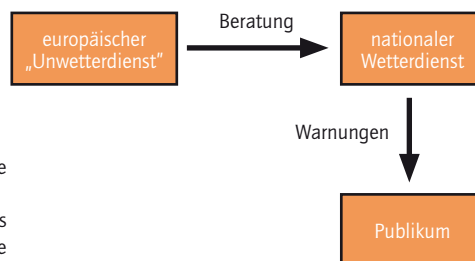 Beratung
europäischer
„Unwetterdienst"
nationaler
Wetterdienst
Warnungen
e
s
e
Publikum